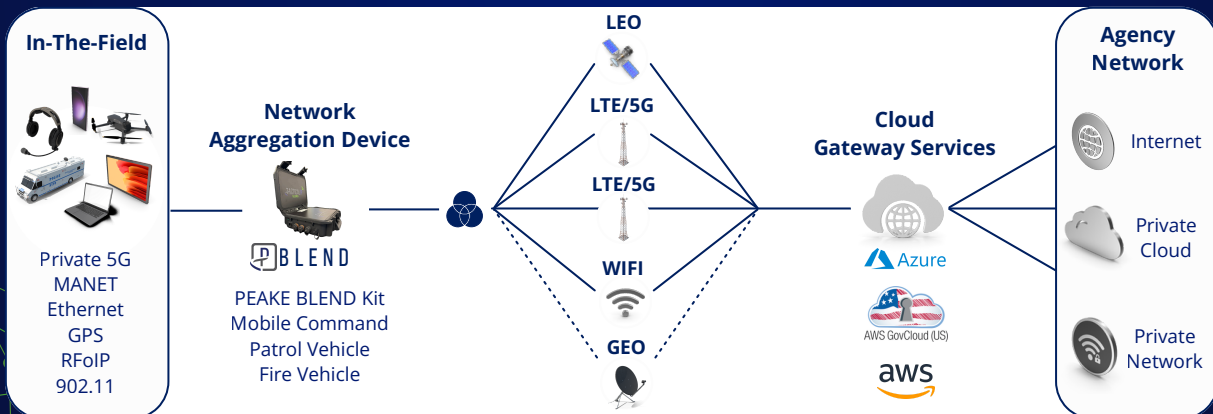 In-The-Field
Private 5G
MANET
Ethernet
GPS
RFoIP
902.11
Network
Aggregation Device
BLEND
PEAKE BLEND Kit
Mobile Command
Patrol Vehicle
Fire Vehicle
LEO
LTE/5G
LTE/5G
WIFI
GEO
Cloud
Gateway Services
Azure
AWS GovCloud (US)
aws
Agency
Network
Internet
Private
Cloud
Private
Network